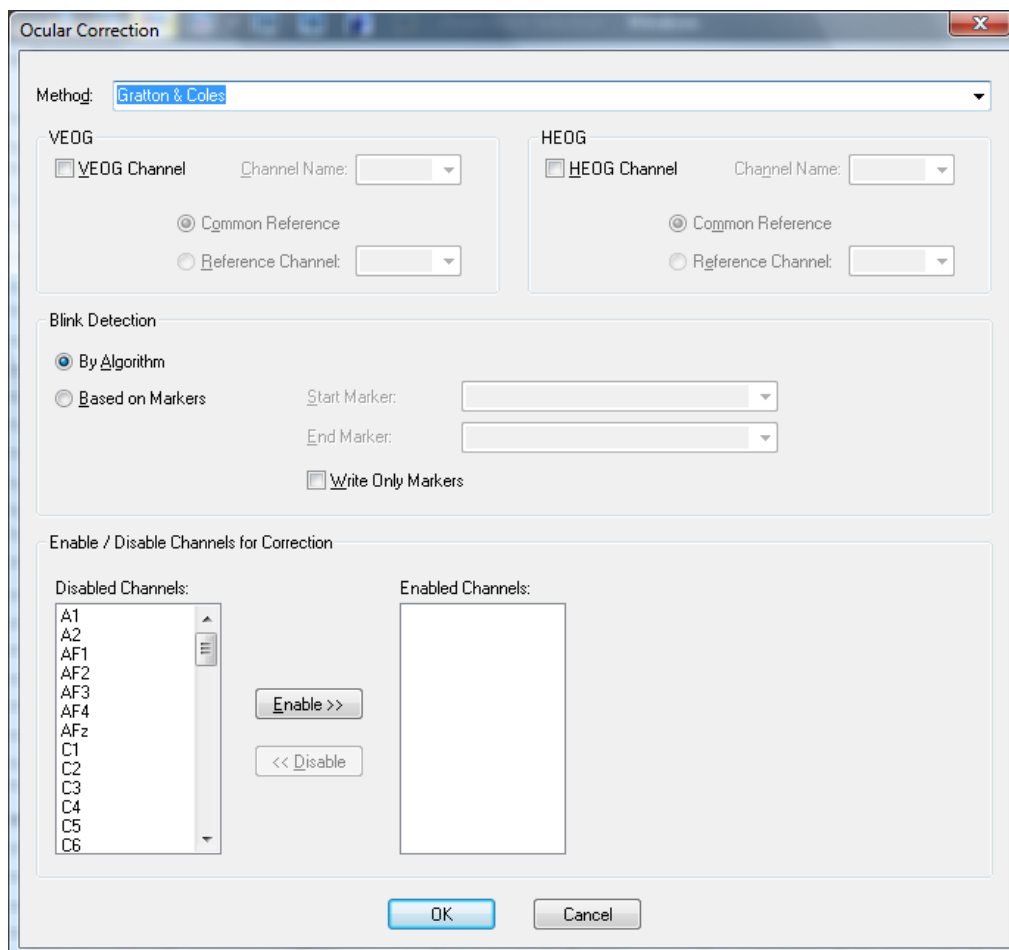 Ocular Correction
Method: Gratton & Coles
VEOG
VEOG Channel Channel Name:
Common Reference
Reference Channel:
HEOG
HEOG Channel Channel Name:
Common Reference
Reference Channel:
Blink Detection
By Algorithm
Based on Markers Start Marker:
End Marker:
Write Only Markers
Enable / Disable Channels for Correction
Disabled Channels:
A1
A2
AF1
AF2
AF3
AF4
AFz
C1
C2
C3
C4
C5
C6
Enable >>
<< Disable
Enabled Channels:
OK Cancel